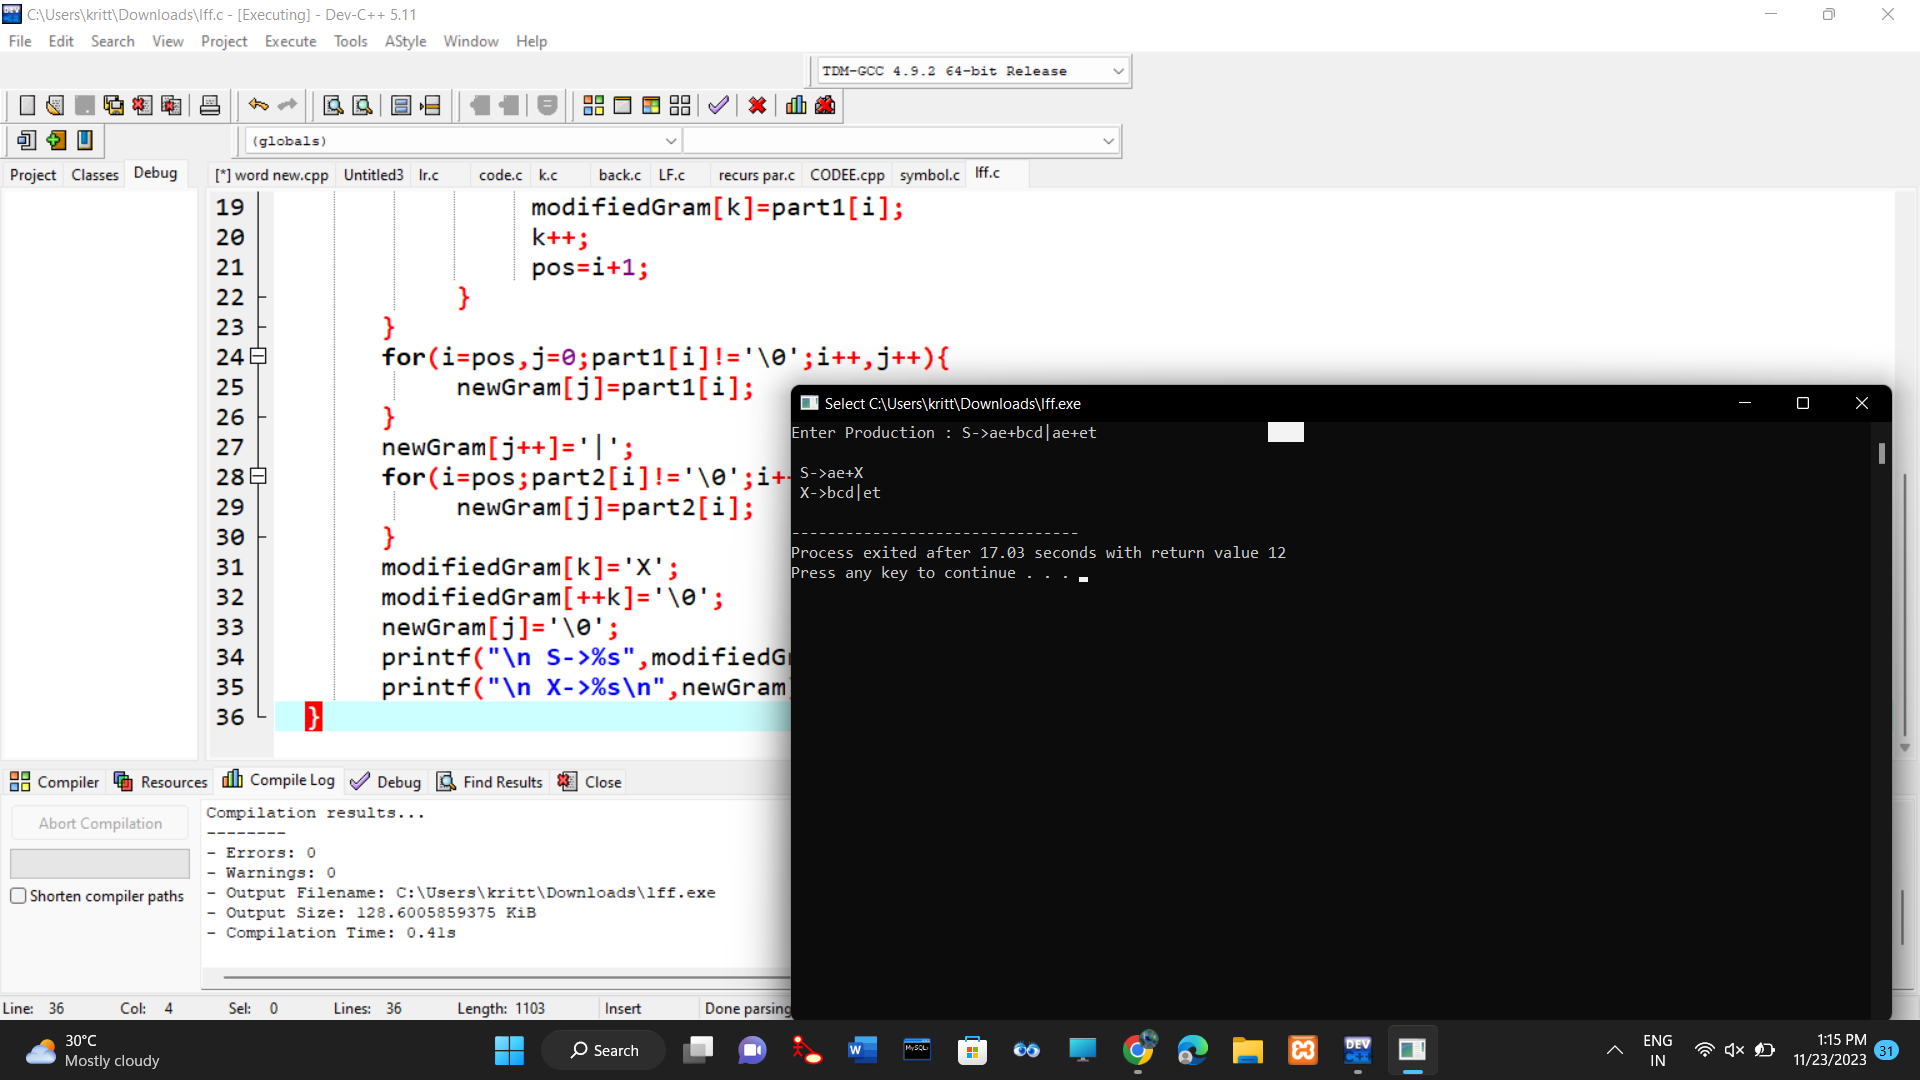 C:\Users\kritt\Downloads\lff.c - [Executing] - Dev-C++ 5.11
File Edit Search View Project Execute Tools AStyle Window Help
TDM-GCC 4.9.2 64-bit Release
(globals)
Project Classes Debug
[*] word new.cpp Untitled3 lr.c code.c k.c back.c LF.c recurs par.c CODEE.cpp symbol.c lff.c
19 modifiedGram[k]=part1[i];
20 k++;
21 pos=i+1;
22 }
23 }
24 for(i=pos,j=0;part1[i]!='\0';i++,j++){
25 newGram[j]=part1[i];
26 }
27 newGram[j++]='|';
28 for(i=pos;part2[i]!='\0';i+
29 newGram[j]=part2[i];
30 }
31 modifiedGram[k]='X';
32 modifiedGram[++k]='\0';
33 newGram[j]='\0';
34 printf("\n S->%s",modifiedG
35 printf("\n X->%s\n",newGram
36 }
Select C:\Users\kritt\Downloads\lff.exe
Enter Production : S->ae+bcd|ae+et
S->ae+X
X->bcd|et
--------------------------------
Process exited after 17.03 seconds with return value 12
Press any key to continue . . .
Compiler Resources Compile Log Debug Find Results Close
Abort Compilation
Shorten compiler paths
Compilation results...
--------
- Errors: 0
- Warnings: 0
- Output Filename: C:\Users\kritt\Downloads\lff.exe
- Output Size: 128.6005859375 KiB
- Compilation Time: 0.41s
Line: 36 Col: 4 Sel: 0 Lines: 36 Length: 1103 Insert Done parsing
30°C
Mostly cloudy
Search
DEV
MySQL
ENG
IN
1:15 PM
11/23/2023
31